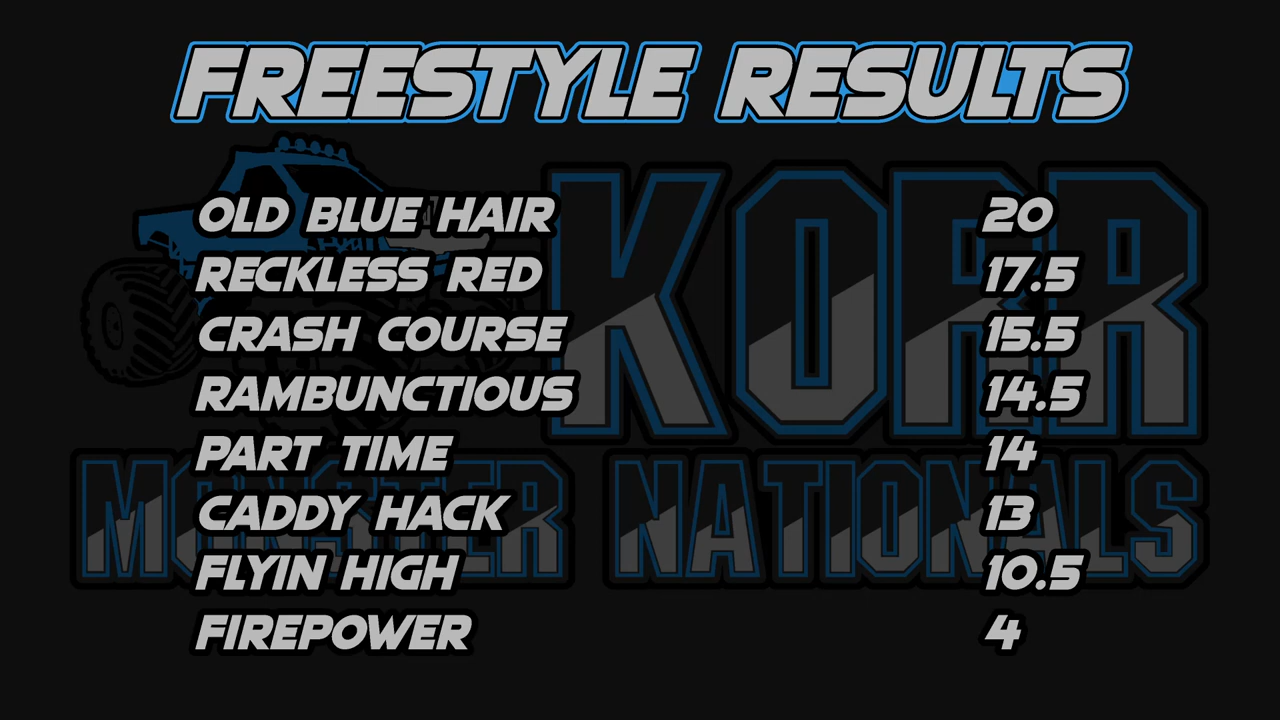 FREESTYLE RESULTS
KORR
OLD BLUE HAIR 20
RECKLESS RED 17.5
CRASH COURSE 15.5
RAMBUNCTIOUS 14.5
PART TIME 14
MONSTER NATIONALS
CADDY HACK 13
FLYIN HIGH 10.5
FIREPOWER 4